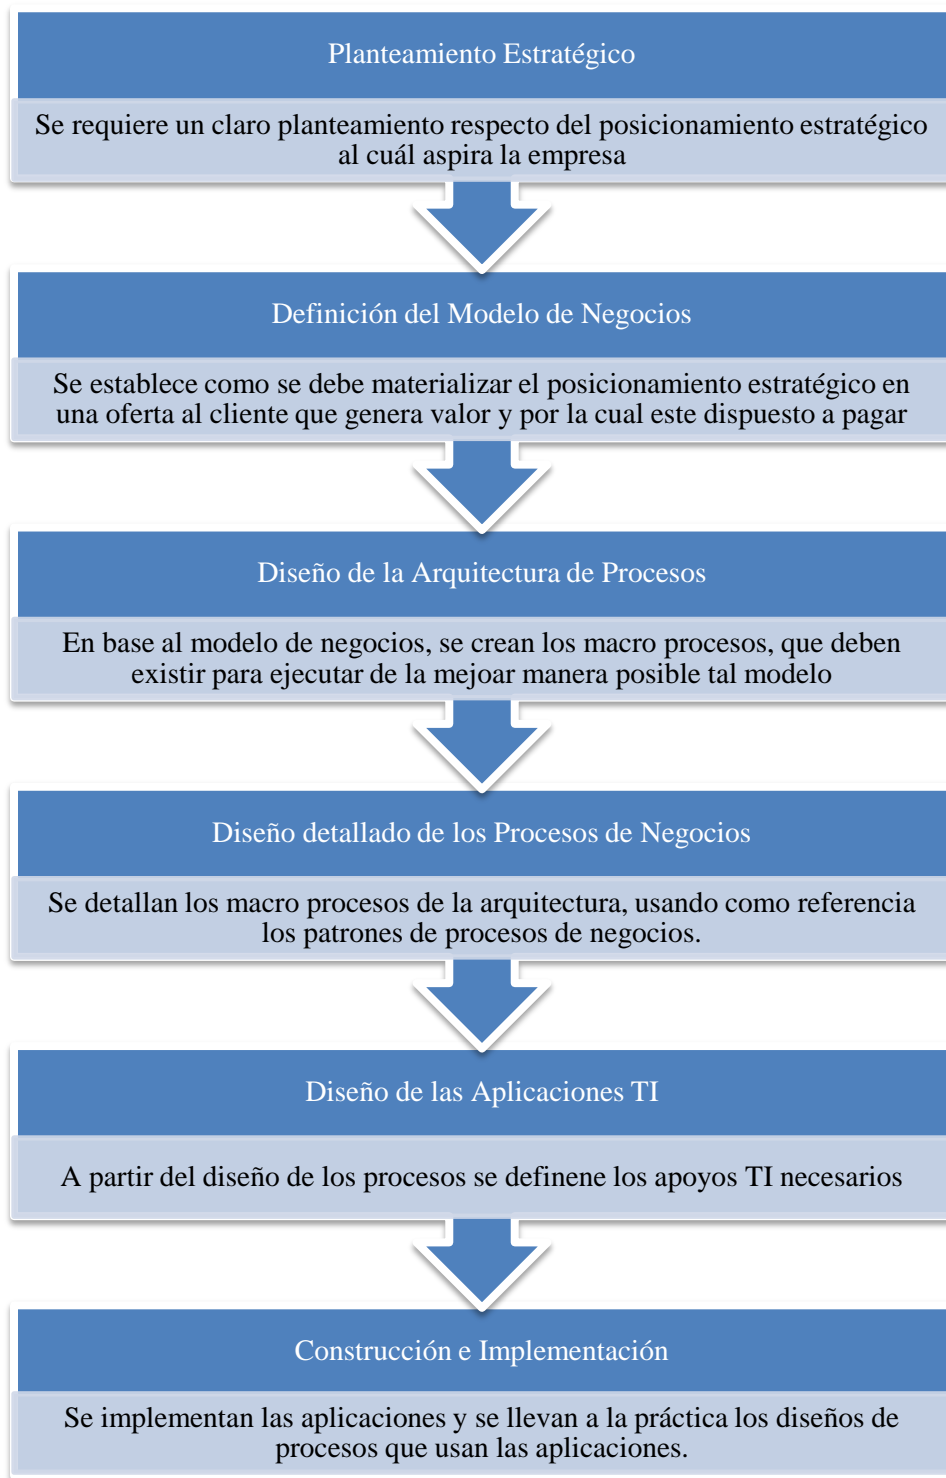 Planteamiento Estratégico
Se requiere un claro planteamiento respecto del posicionamiento estratégico
al cuál aspira la empresa
Definición del Modelo de Negocios
Se establece como se debe materializar el posicionamiento estratégico en
una oferta al cliente que genera valor y por la cual este dispuesto a pagar
Diseño de la Arquitectura de Procesos
En base al modelo de negocios, se crean los macro procesos, que deben
existir para ejecutar de la mejoar manera posible tal modelo
Diseño detallado de los Procesos de Negocios
Se detallan los macro procesos de la arquitectura, usando como referencia
los patrones de procesos de negocios.
Diseño de las Aplicaciones TI
A partir del diseño de los procesos se definene los apoyos TI necesarios
Construcción e Implementación
Se implementan las aplicaciones y se llevan a la práctica los diseños de
procesos que usan las aplicaciones.